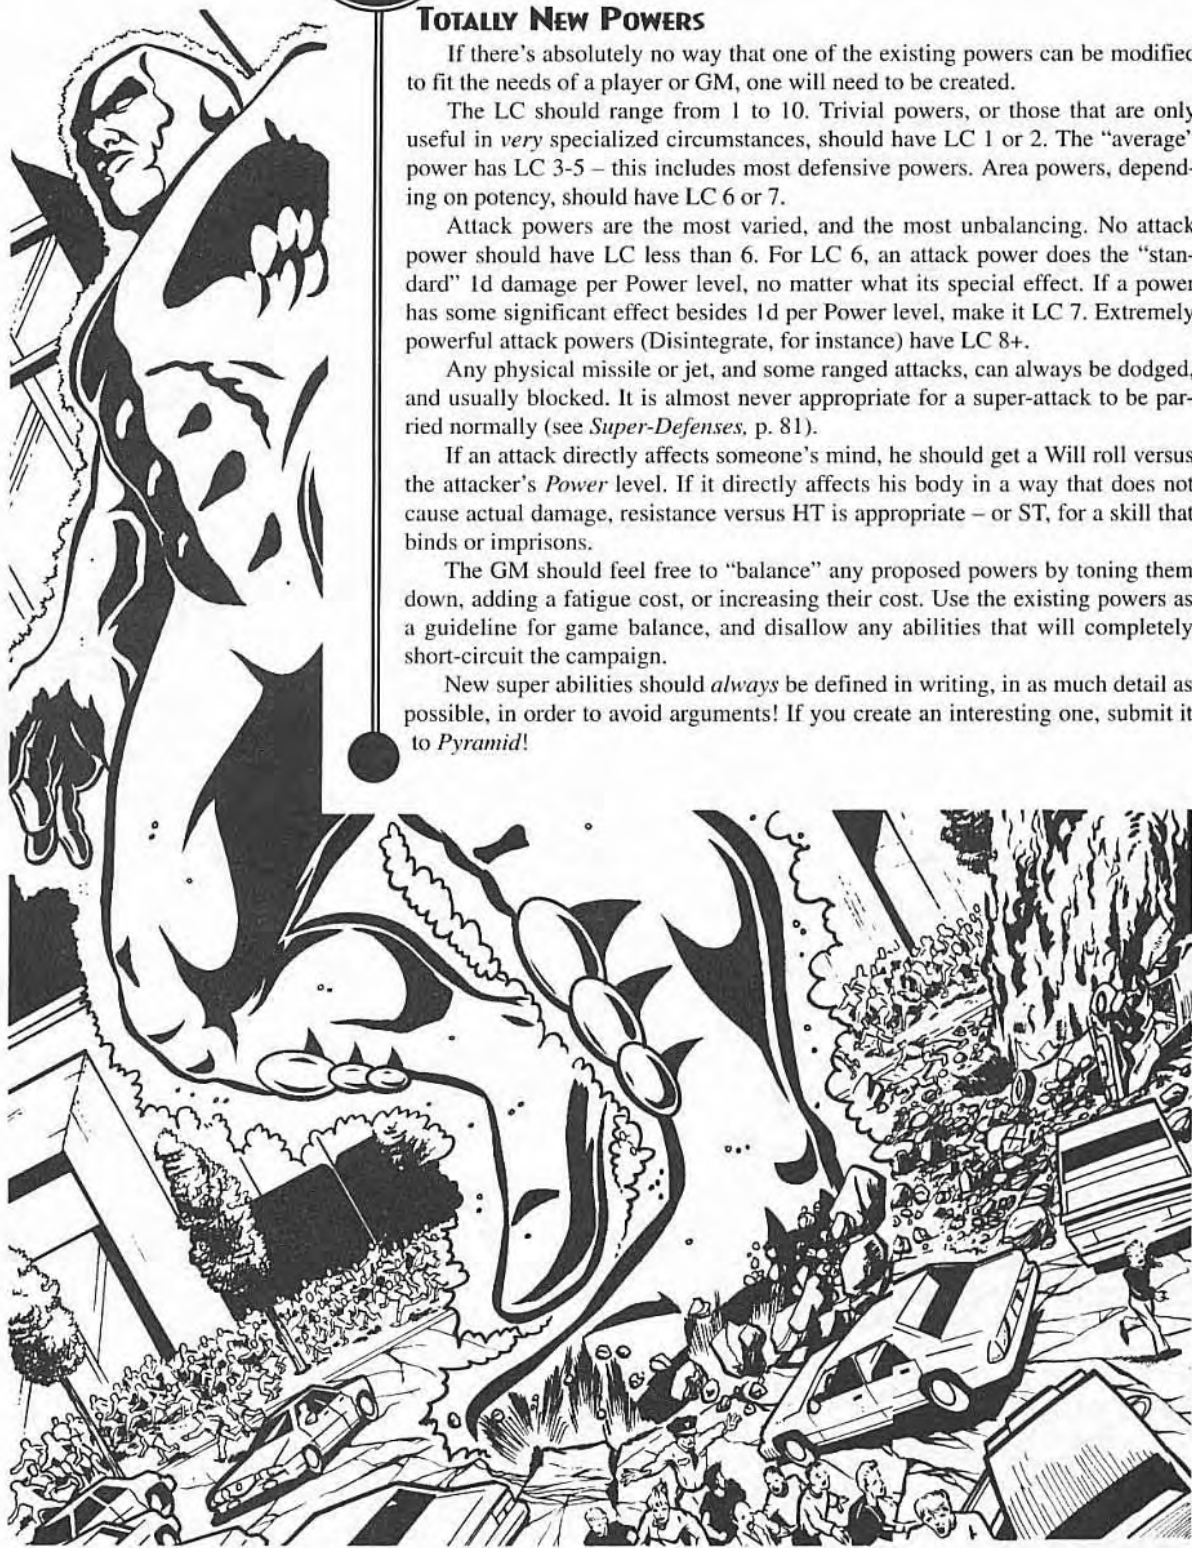 TOTALLY NEW POWERS
If there's absolutely no way that one of the existing powers can be modified
to fit the needs of a player or GM, one will need to be created.
The LC should range from 1 to 10. Trivial powers, or those that are only
useful in very specialized circumstances, should have LC 1 or 2. The "average"
power has LC 3-5 – this includes most defensive powers. Area powers, depend-
ing on potency, should have LC 6 or 7.
Attack powers are the most varied, and the most unbalancing. No attack
power should have LC less than 6. For LC 6, an attack power does the "stan-
dard" 1d damage per Power level, no matter what its special effect. If a power
has some significant effect besides 1d per Power level, make it LC 7. Extremely
powerful attack powers (Disintegrate, for instance) have LC 8+.
Any physical missile or jet, and some ranged attacks, can always be dodged,
and usually blocked. It is almost never appropriate for a super-attack to be par-
ried normally (see Super-Defenses, p. 81).
If an attack directly affects someone's mind, he should get a Will roll versus
the attacker's Power level. If it directly affects his body in a way that does not
cause actual damage, resistance versus HT is appropriate – or ST, for a skill that
binds or imprisons.
The GM should feel free to "balance" any proposed powers by toning them
down, adding a fatigue cost, or increasing their cost. Use the existing powers as
a guideline for game balance, and disallow any abilities that will completely
short-circuit the campaign.
New super abilities should always be defined in writing, in as much detail as
possible, in order to avoid arguments! If you create an interesting one, submit it
to Pyramid!